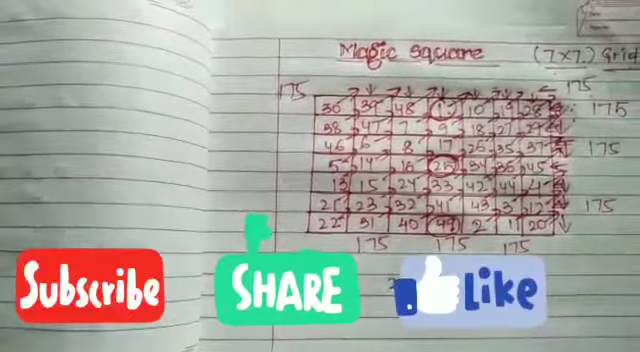 Magic square (7×7) Grid
175 175
30 39 48 1 10 19 28 175
38 47 7 9 18 27 29
46 6 8 17 26 35 37 175
5 14 16 25 34 36 45
13 15 24 33 42 44 4
21 23 32 41 43 3 12 175
22 31 40 49 2 11 20
175 175 175
Subscribe SHARE Like